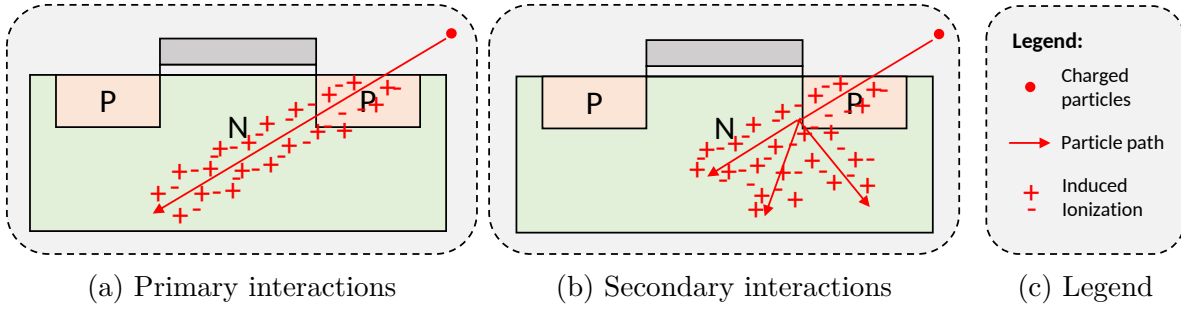 P
N
P
P
N
P
Legend:
Charged
particles
Particle path
Induced
Ionization
(a) Primary interactions
(b) Secondary interactions
(c) Legend